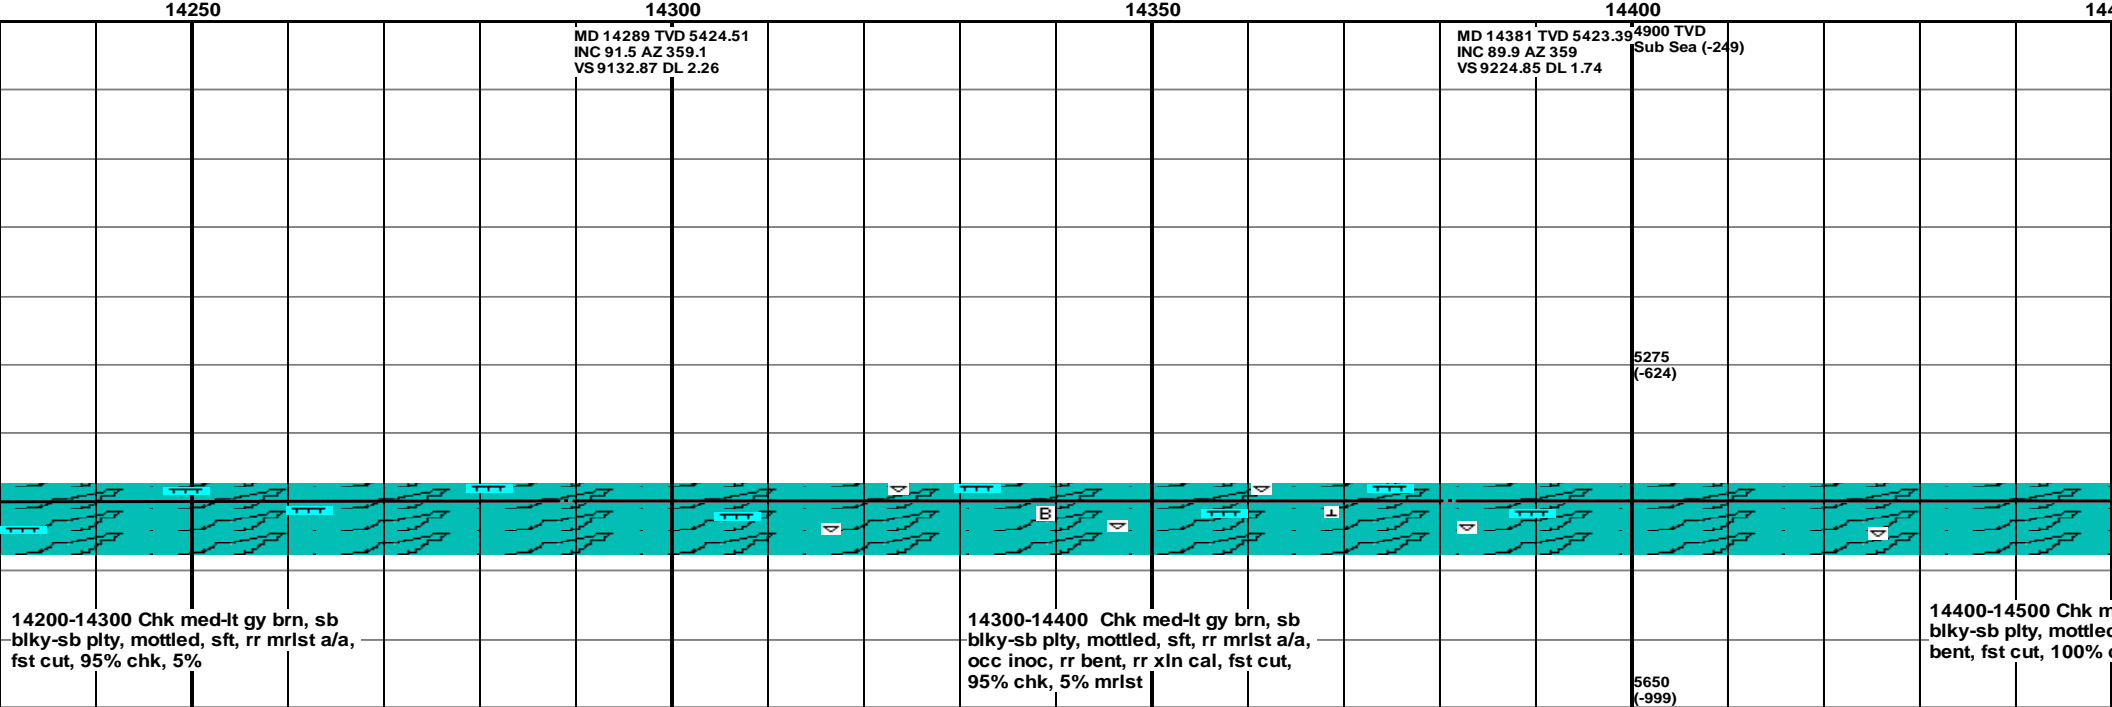 14250
14300
14350
14400
144
MD 14289 TVD 5424.51
INC 91.5 AZ 359.1
VS 9132.87 DL 2.26
MD 14381 TVD 5423.39
INC 89.9 AZ 359
VS 9224.85 DL 1.74
4900 TVD
Sub Sea (-249)
5275
(-624)
B
14200-14300 Chk med-lt gy brn, sb
blky-sb plty, mottled, sft, rr mrlst a/a,
fst cut, 95% chk, 5%
14300-14400 Chk med-lt gy brn, sb
blky-sb plty, mottled, sft, rr mrlst a/a,
occ inoc, rr bent, rr xln cal, fst cut,
95% chk, 5% mrlst
14400-14500 Chk m
blky-sb plty, mottled
bent, fst cut, 100%
5650
(-999)